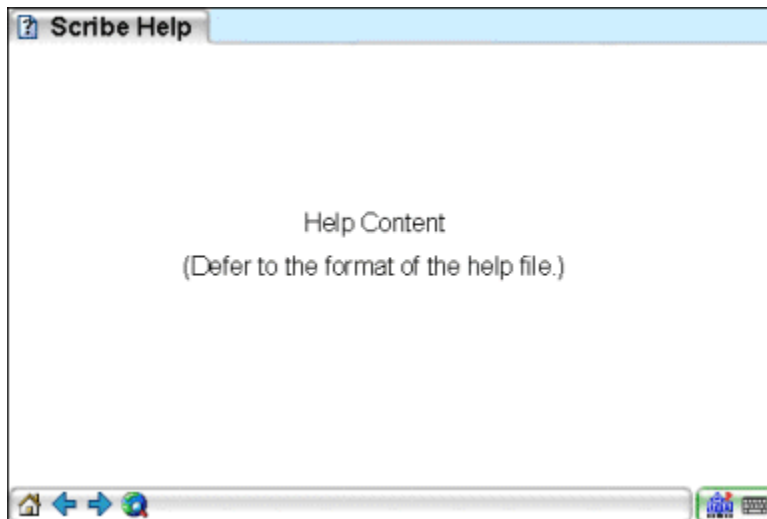 Scribe Help
Help Content
(Defer to the format of the help file.)